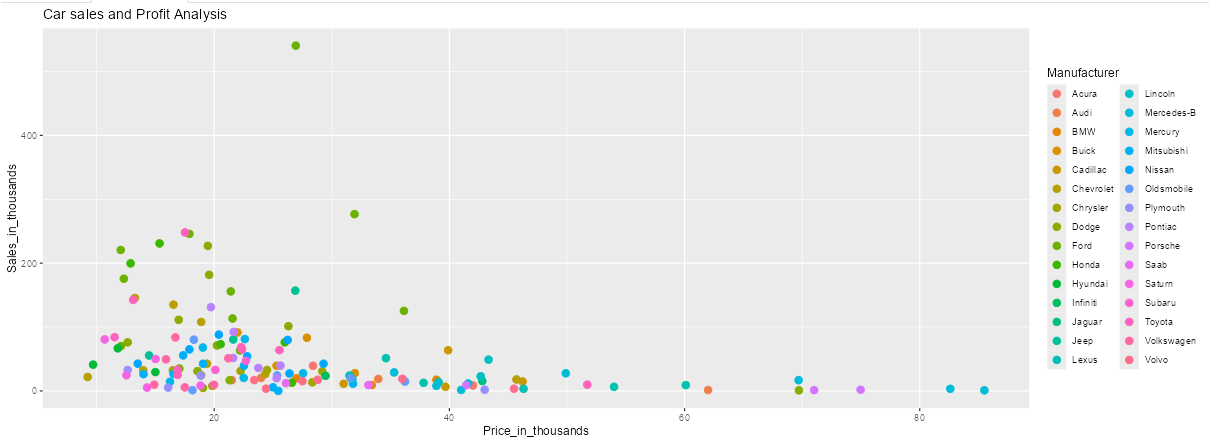 Car sales and Profit Analysis
Sales_in_thousands
400
200
0
20
40
60
80
Price_in_thousands
Manufacturer
Acura
Audi
BMW
Buick
Cadillac
Chevrolet
Chrysler
Dodge
Ford
Honda
Hyundai
Infiniti
Jaguar
Jeep
Lexus
Lincoln
Mercedes-B
Mercury
Mitsubishi
Nissan
Oldsmobile
Plymouth
Pontiac
Porsche
Saab
Saturn
Subaru
Toyota
Volkswagen
Volvo